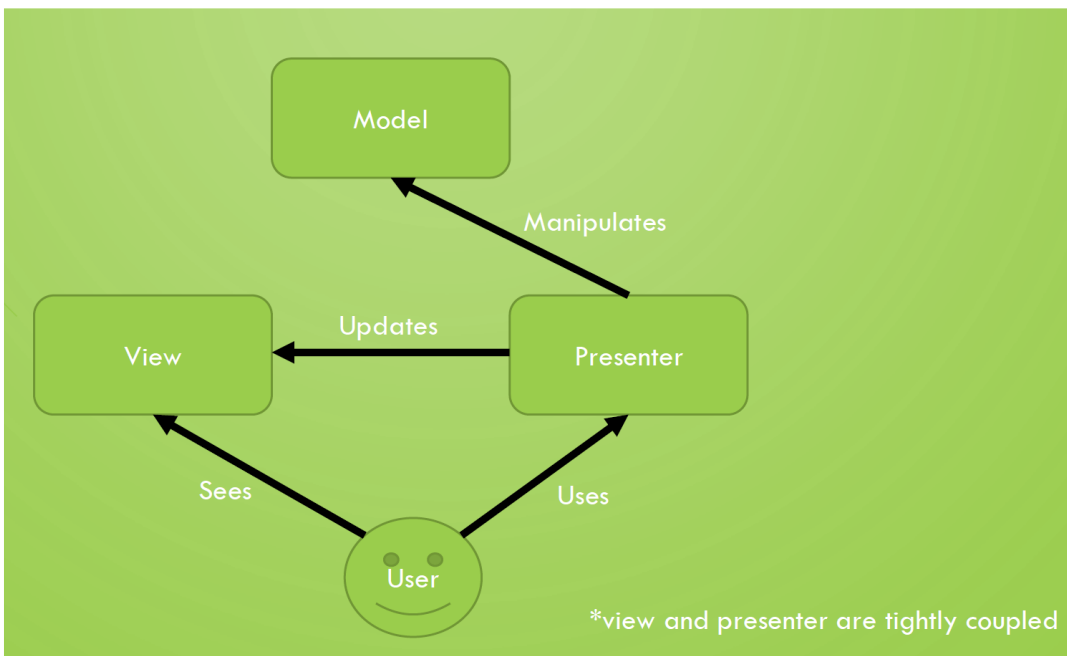 Model
Manipulates
Updates
View
Presenter
Sees
Uses
User
*view and presenter are tightly coupled